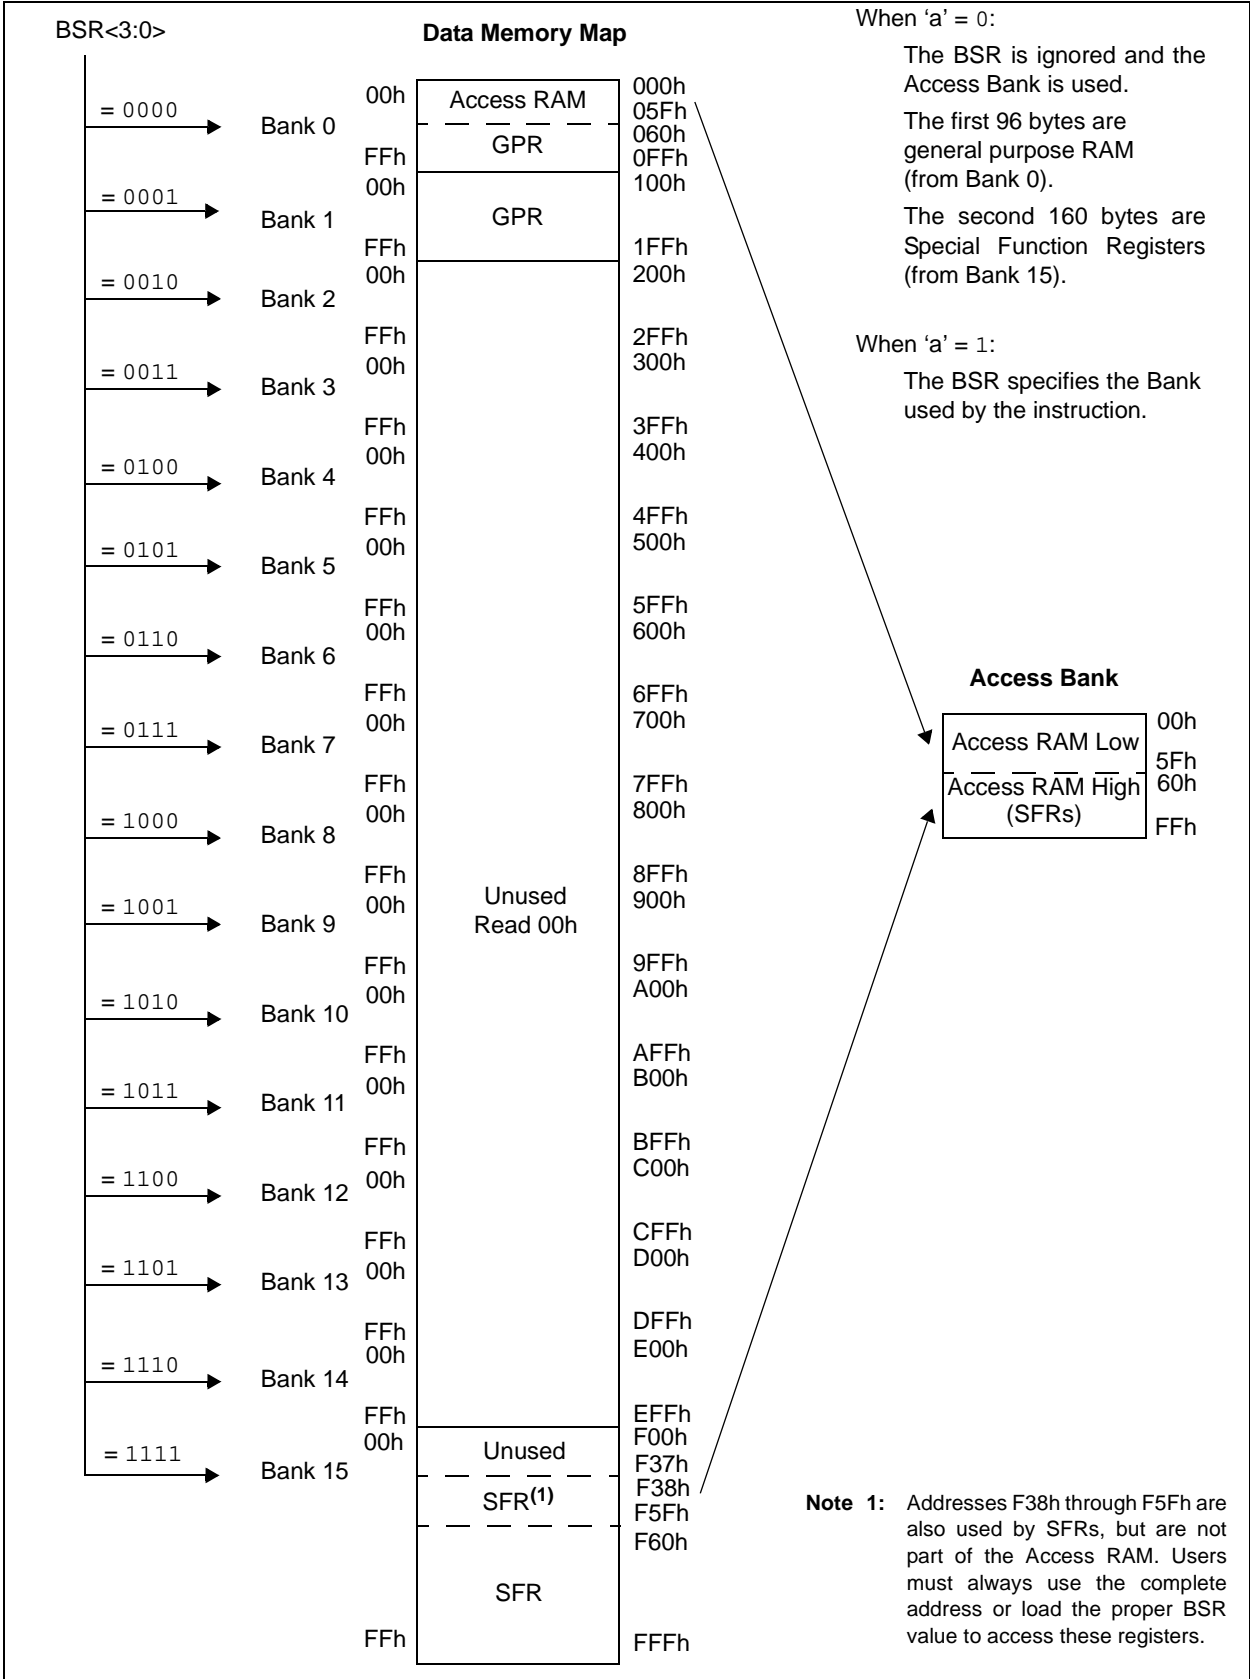 BSR<3:0>
Data Memory Map
= 0000
Bank 0
00h
FFh
Access RAM
GPR
000h
05Fh
060h
0FFh
= 0001
Bank 1
00h
FFh
GPR
100h
1FFh
= 0010
Bank 2
00h
FFh
200h
2FFh
= 0011
Bank 3
00h
FFh
300h
3FFh
= 0100
Bank 4
00h
FFh
400h
4FFh
= 0101
Bank 5
00h
FFh
500h
5FFh
= 0110
Bank 6
00h
FFh
600h
6FFh
= 0111
Bank 7
00h
FFh
700h
7FFh
= 1000
Bank 8
00h
FFh
800h
8FFh
= 1001
Bank 9
00h
FFh
Unused
Read 00h
900h
9FFh
= 1010
Bank 10
00h
FFh
A00h
AFFh
= 1011
Bank 11
00h
FFh
B00h
BFFh
= 1100
Bank 12
00h
FFh
C00h
CFFh
= 1101
Bank 13
00h
FFh
D00h
DFFh
= 1110
Bank 14
00h
FFh
E00h
EFFh
= 1111
Bank 15
00h
FFh
Unused
SFR(1)
SFR
F00h
F37h
F38h
F5Fh
F60h
FFFh
When ‘a’ = 0:
The BSR is ignored and the
Access Bank is used.
The first 96 bytes are
general purpose RAM
(from Bank 0).
The second 160 bytes are
Special Function Registers
(from Bank 15).
When ‘a’ = 1:
The BSR specifies the Bank
used by the instruction.
Access Bank
Access RAM Low
Access RAM High
(SFRs)
00h
5Fh
60h
FFh
Note 1: Addresses F38h through F5Fh are
also used by SFRs, but are not
part of the Access RAM. Users
must always use the complete
address or load the proper BSR
value to access these registers.